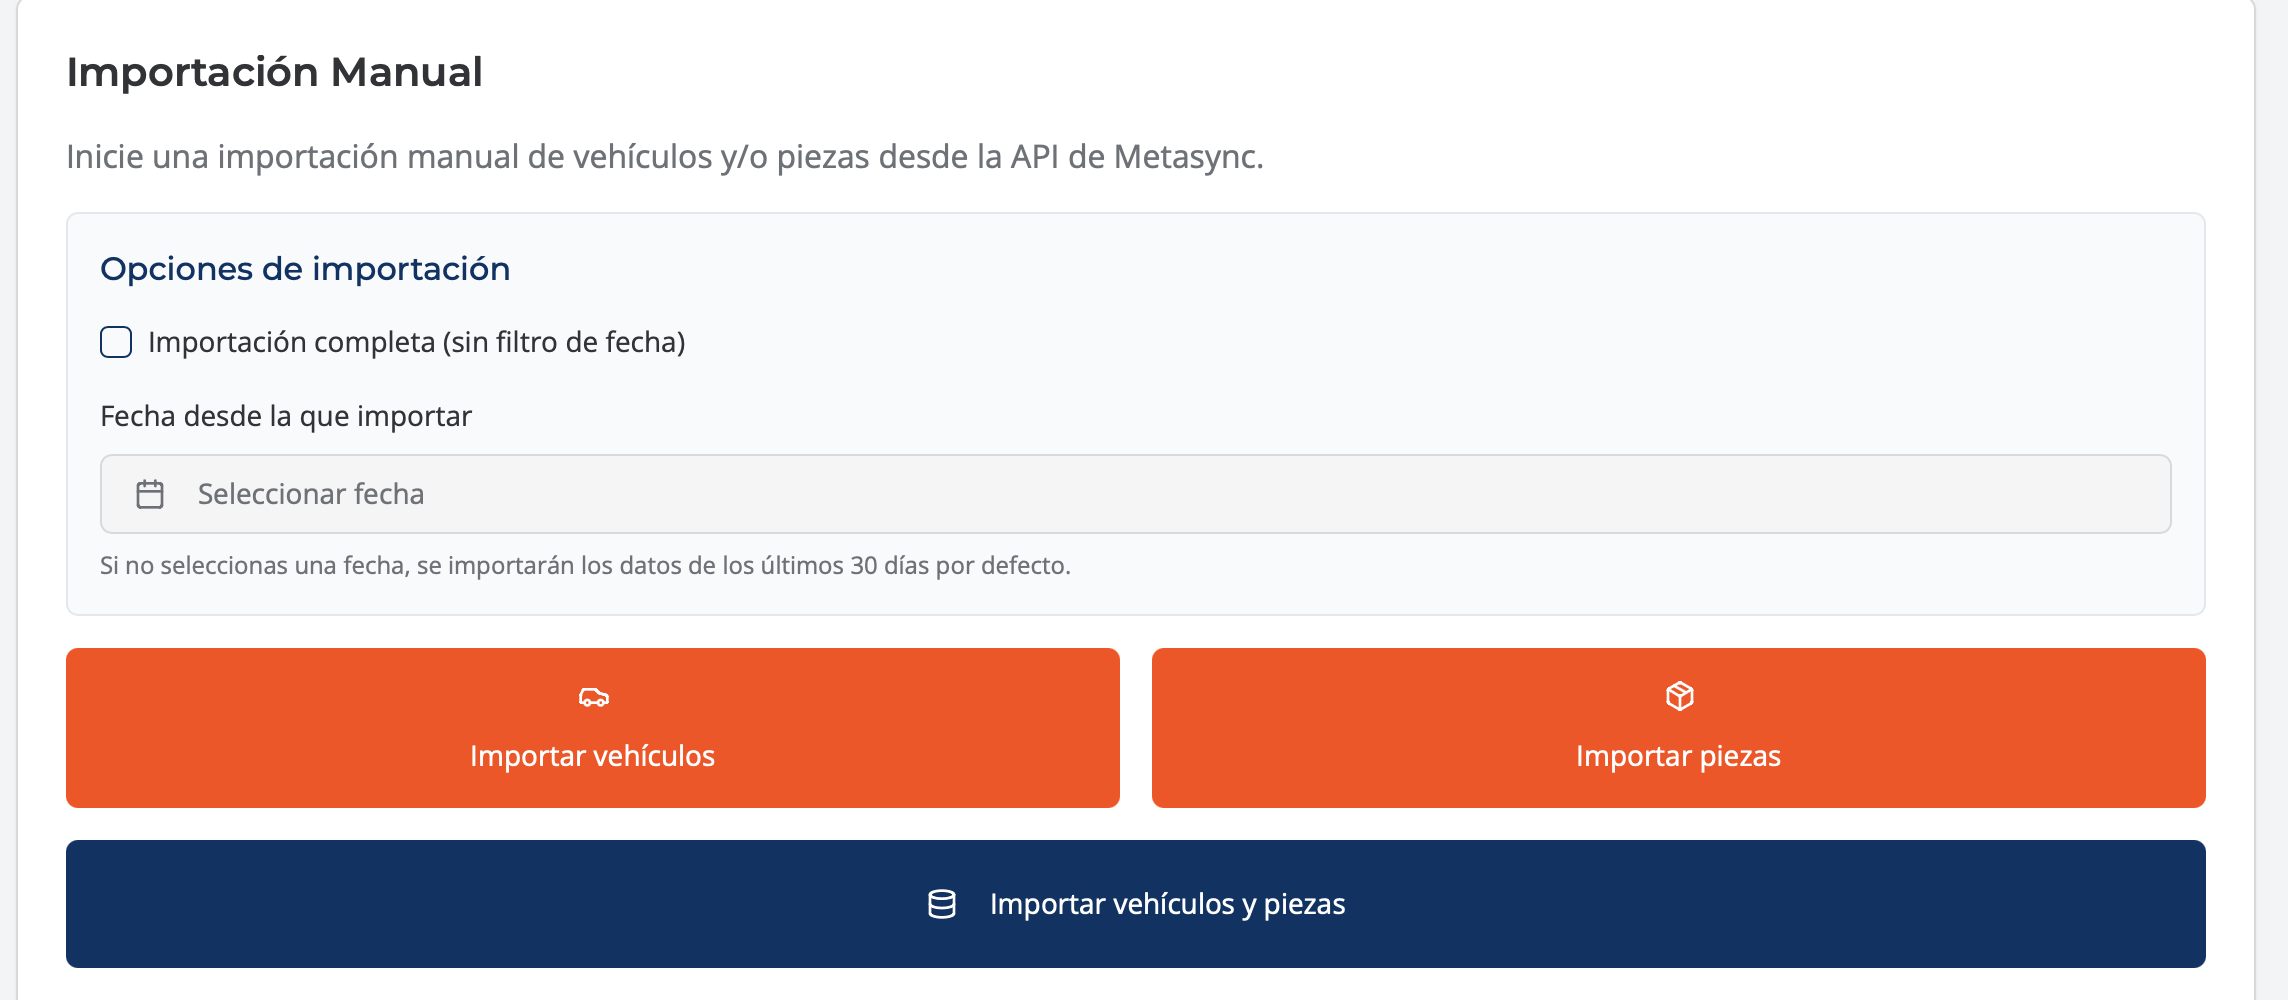 Importación Manual
Inicie una importación manual de vehículos y/o piezas desde la API de Metasync.
Opciones de importación
Importación completa (sin filtro de fecha)
Fecha desde la que importar
Seleccionar fecha
Si no seleccionas una fecha, se importarán los datos de los últimos 30 días por defecto.
Importar vehículos
Importar piezas
Importar vehículos y piezas